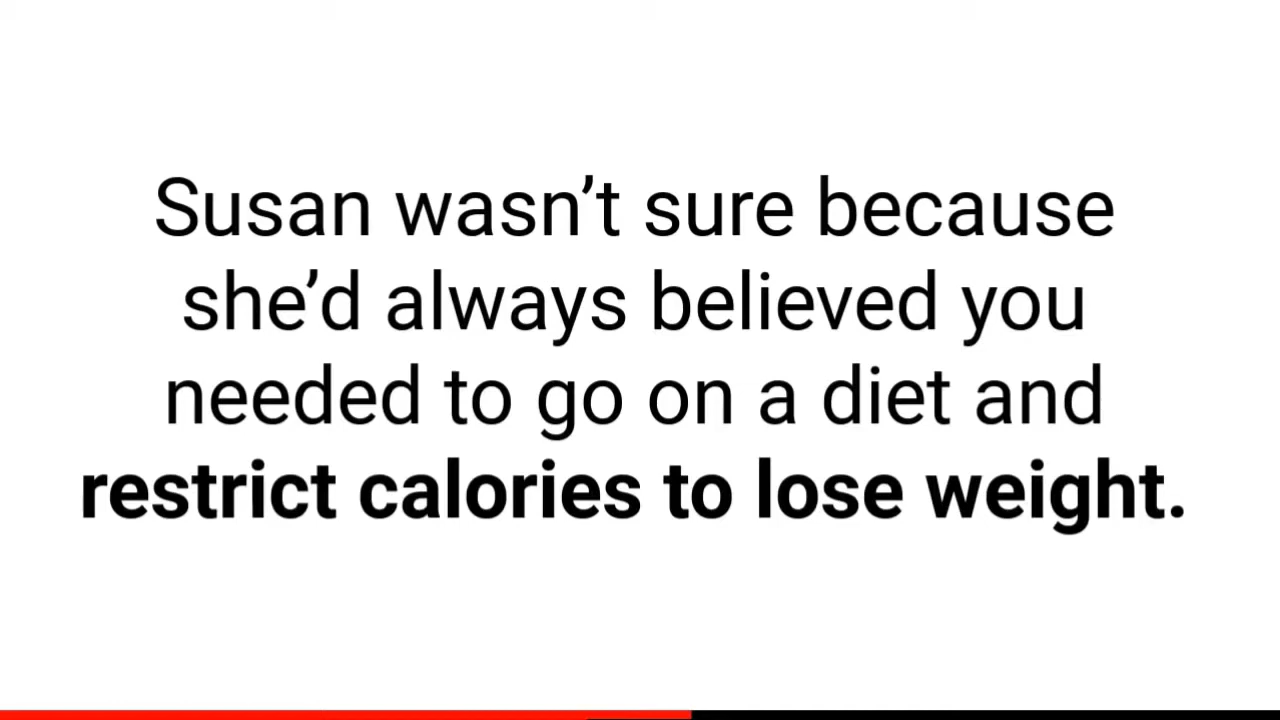 Susan wasn’t sure because
she’d always believed you
needed to go on a diet and
restrict calories to lose weight.